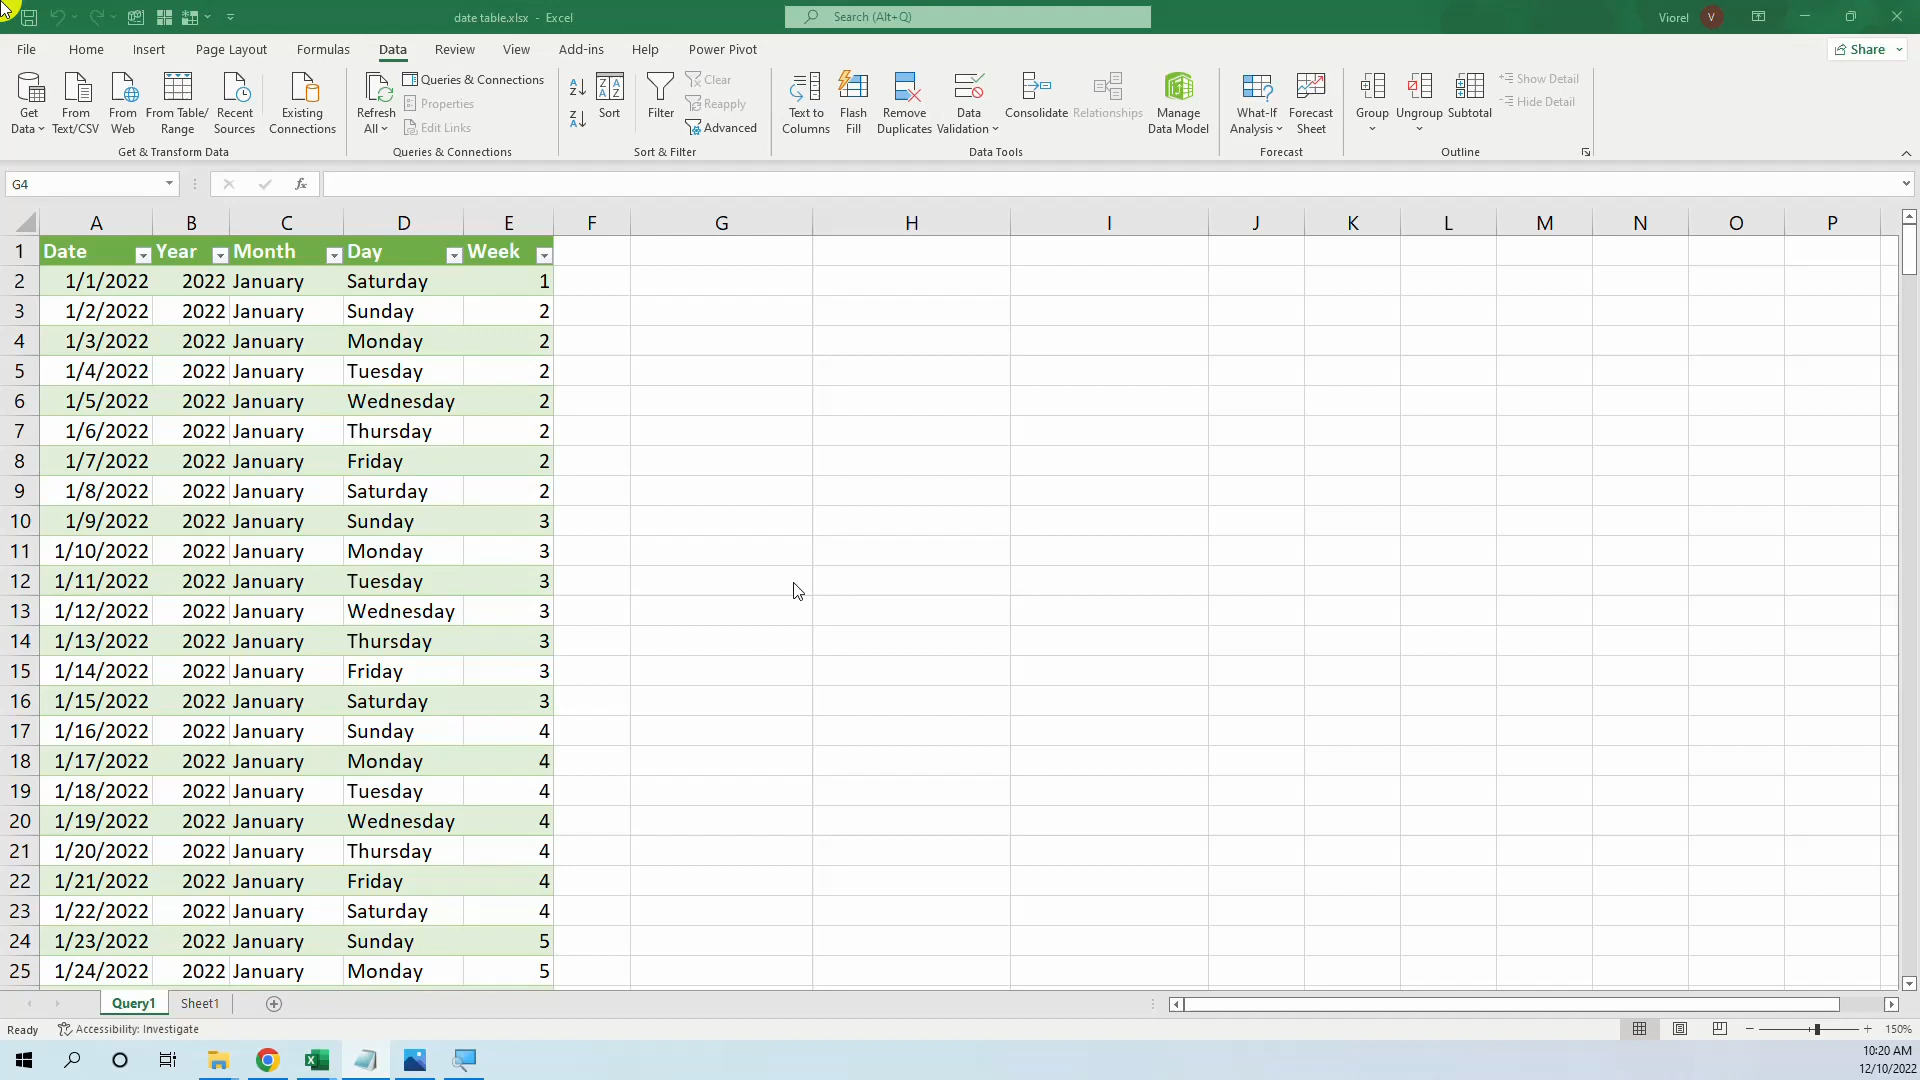 date table.xlsx - Excel
Search (Alt+Q)
Viorel V
File Home Insert Page Layout Formulas Data Review View Add-ins Help Power Pivot
Share
Get Data
From Text/CSV
From Web
From Table/ Range
Recent Sources
Existing Connections
Get & Transform Data
Refresh All
Queries & Connections
Properties
Edit Links
Queries & Connections
Sort
Filter
Clear
Reapply
Advanced
Sort & Filter
Text to Columns
Flash Fill
Remove Duplicates
Data Validation
Consolidate
Relationships
Manage Data Model
Data Tools
What-If Analysis
Forecast Sheet
Forecast
Group
Ungroup
Subtotal
Show Detail
Hide Detail
Outline
G4 fx
A B C D E F G H I J K L M N O P
1 Date Year Month Day Week
2 1/1/2022 2022 January Saturday 1
3 1/2/2022 2022 January Sunday 2
4 1/3/2022 2022 January Monday 2
5 1/4/2022 2022 January Tuesday 2
6 1/5/2022 2022 January Wednesday 2
7 1/6/2022 2022 January Thursday 2
8 1/7/2022 2022 January Friday 2
9 1/8/2022 2022 January Saturday 2
10 1/9/2022 2022 January Sunday 3
11 1/10/2022 2022 January Monday 3
12 1/11/2022 2022 January Tuesday 3
13 1/12/2022 2022 January Wednesday 3
14 1/13/2022 2022 January Thursday 3
15 1/14/2022 2022 January Friday 3
16 1/15/2022 2022 January Saturday 3
17 1/16/2022 2022 January Sunday 4
18 1/17/2022 2022 January Monday 4
19 1/18/2022 2022 January Tuesday 4
20 1/19/2022 2022 January Wednesday 4
21 1/20/2022 2022 January Thursday 4
22 1/21/2022 2022 January Friday 4
23 1/22/2022 2022 January Saturday 4
24 1/23/2022 2022 January Sunday 5
25 1/24/2022 2022 January Monday 5
Query1 Sheet1
Ready Accessibility: Investigate 150%
10:20 AM
12/10/2022